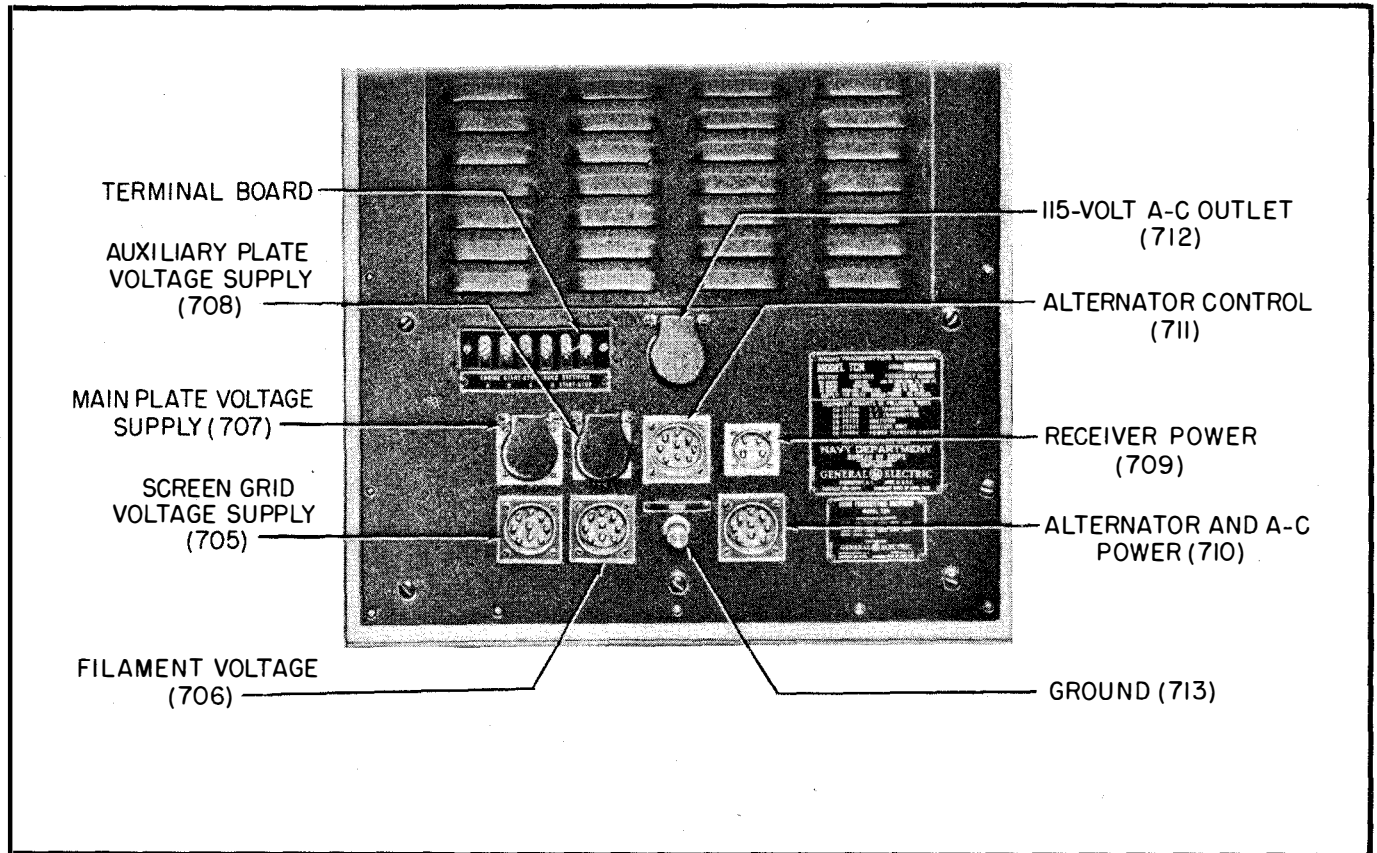 TERMINAL BOARD
AUXILIARY PLATE
VOLTAGE SUPPLY
(708)
MAIN PLATE VOLTAGE
SUPPLY (707)
SCREEN GRID
VOLTAGE SUPPLY
(705)
FILAMENT VOLTAGE
(706)
115-VOLT A-C OUTLET
(712)
ALTERNATOR CONTROL
(711)
RECEIVER POWER
(709)
ALTERNATOR AND A-C
POWER (710)
GROUND (713)
NAVY DEPARTMENT
GENERAL ELECTRIC
GENERAL ELECTRIC